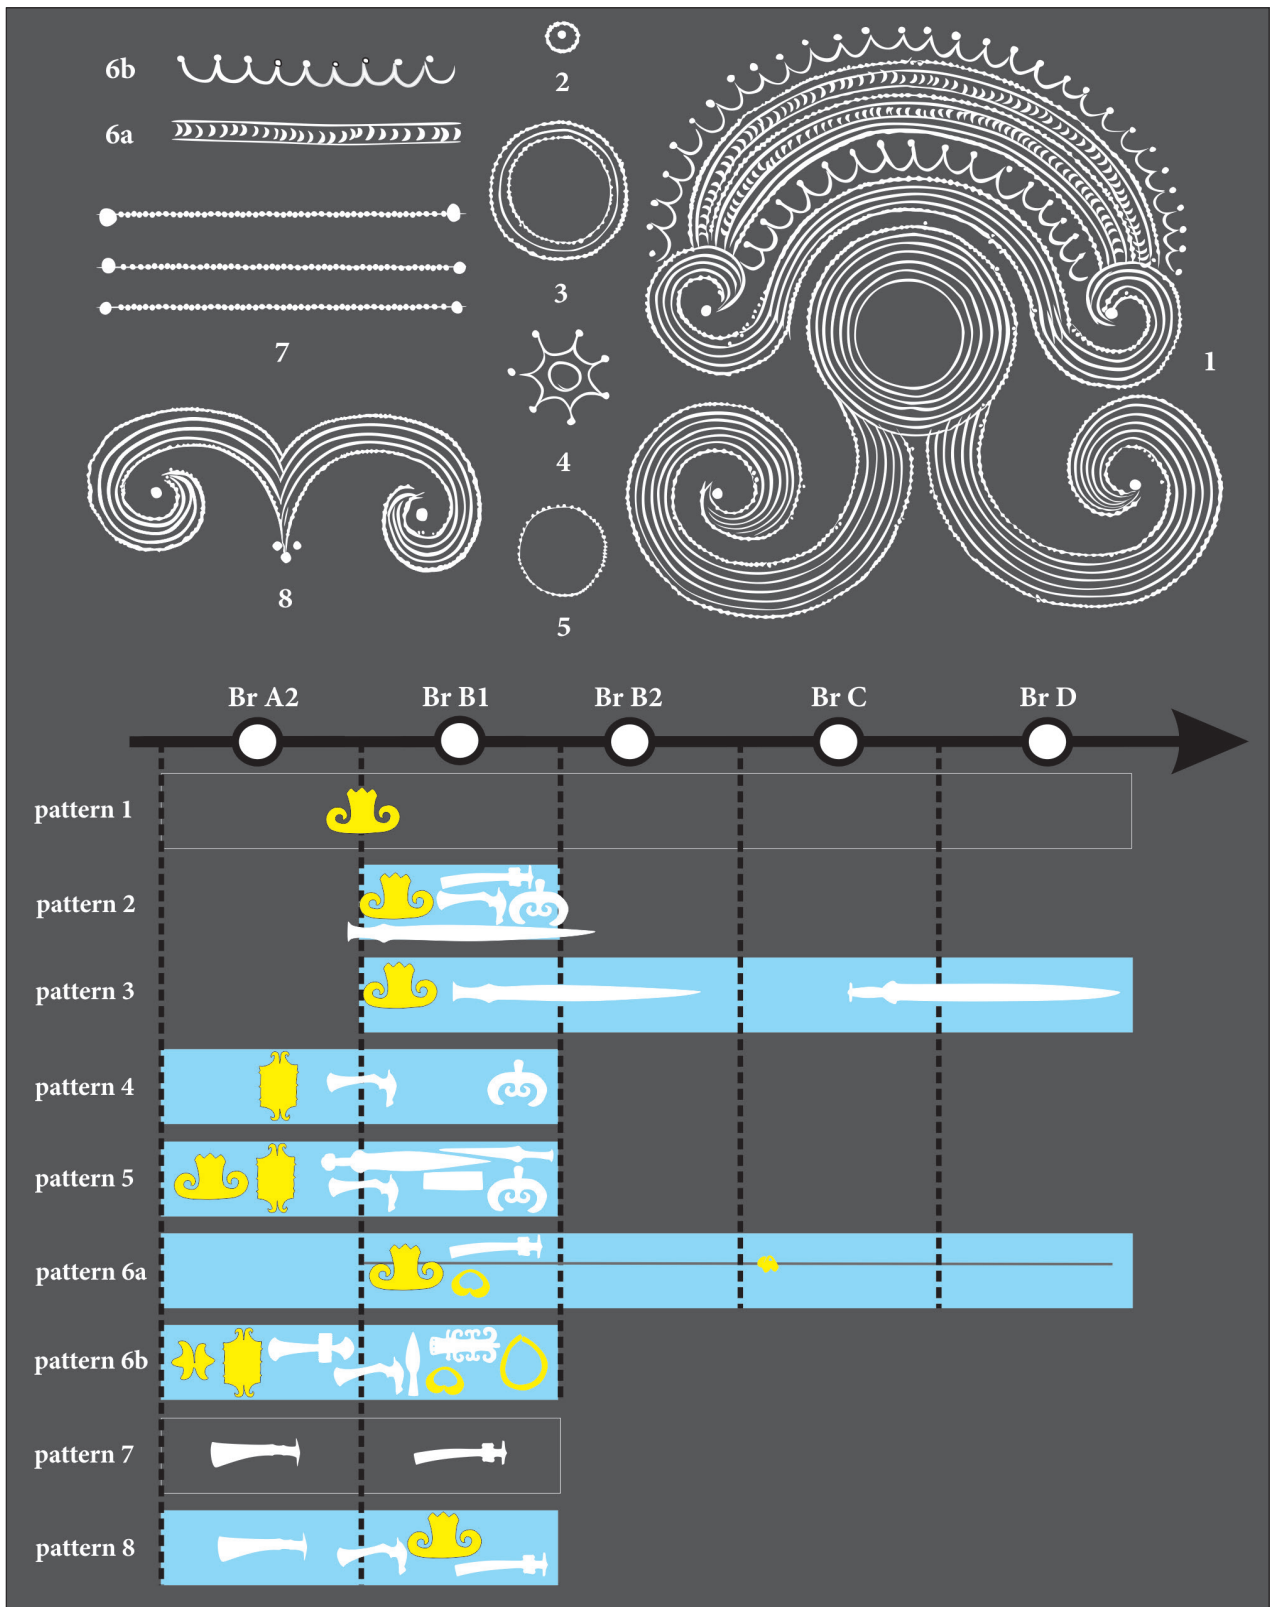 6b
6a
2
3
7
1
4
8
5
Br A2 Br B1 Br B2 Br C Br D
pattern 1
pattern 2
pattern 3
pattern 4
pattern 5
pattern 6a
pattern 6b
pattern 7
pattern 8